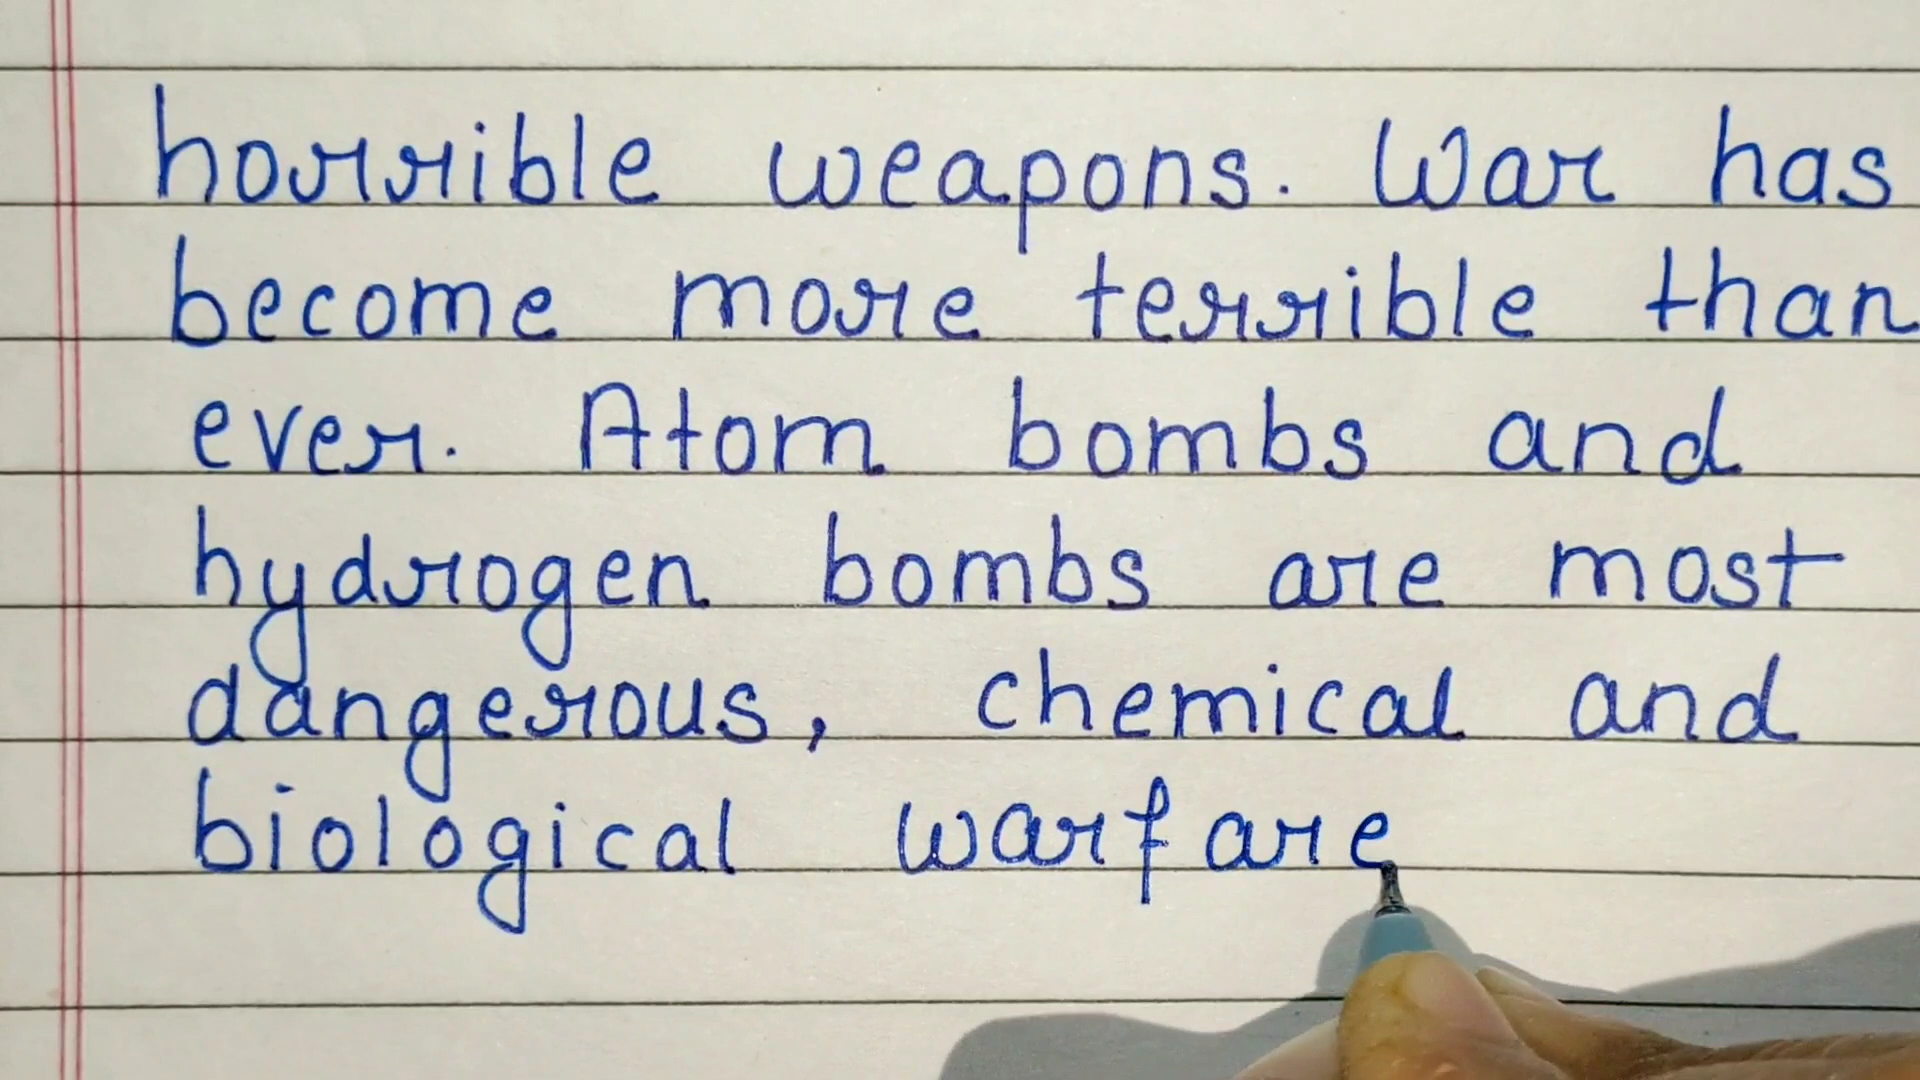 horrible weapons. War has
become more terrible than
ever. Atom bombs and
hydrogen bombs are most
dangerous, chemical and
biological warfare